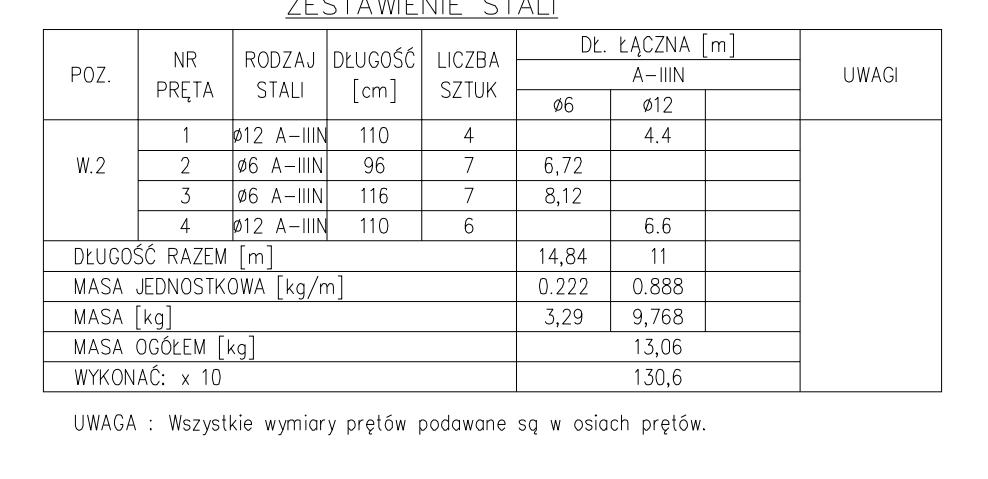 ZESTAWIENIE STALI
POZ. NR PRĘTA RODZAJ STALI DŁUGOŚĆ [cm] LICZBA SZTUK DŁ. ŁĄCZNA [m] UWAGI
A-IIIN
ø6 ø12
W.2
1 ø12 A-IIIN 110 4 4.4
2 ø6 A-IIIN 96 7 6,72
3 ø6 A-IIIN 116 7 8,12
4 ø12 A-IIIN 110 6 6.6
DŁUGOŚĆ RAZEM [m] 14,84 11
MASA JEDNOSTKOWA [kg/m] 0.222 0.888
MASA [kg] 3,29 9,768
MASA OGÓŁEM [kg] 13,06
WYKONAĆ: x 10 130,6
UWAGA : Wszystkie wymiary prętów podawane są w osiach prętów.